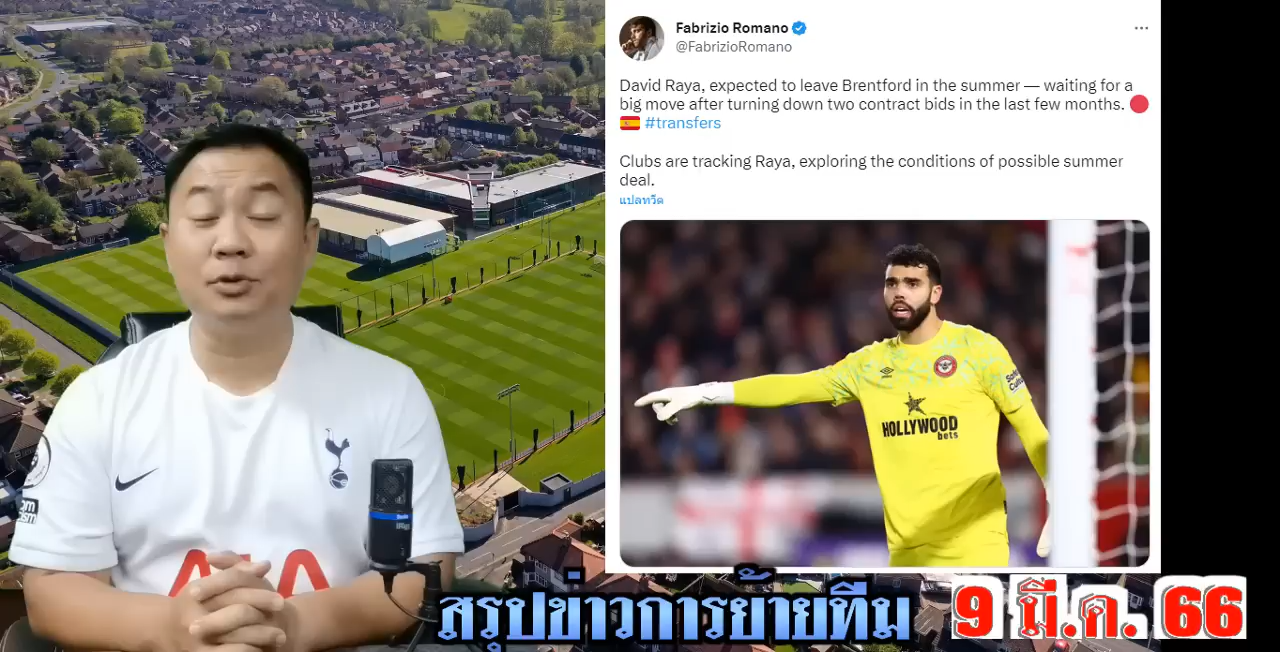 Fabrizio Romano
@FabrizioRomano
David Raya, expected to leave Brentford in the summer — waiting for a
big move after turning down two contract bids in the last few months. 🔴
🇪🇸 #transfers
Clubs are tracking Raya, exploring the conditions of possible summer
deal.
แปลทวีต
HOLLYWOOD
bets
AIA
สรุปข่าวการย้ายทีม 9 มี.ค. 66